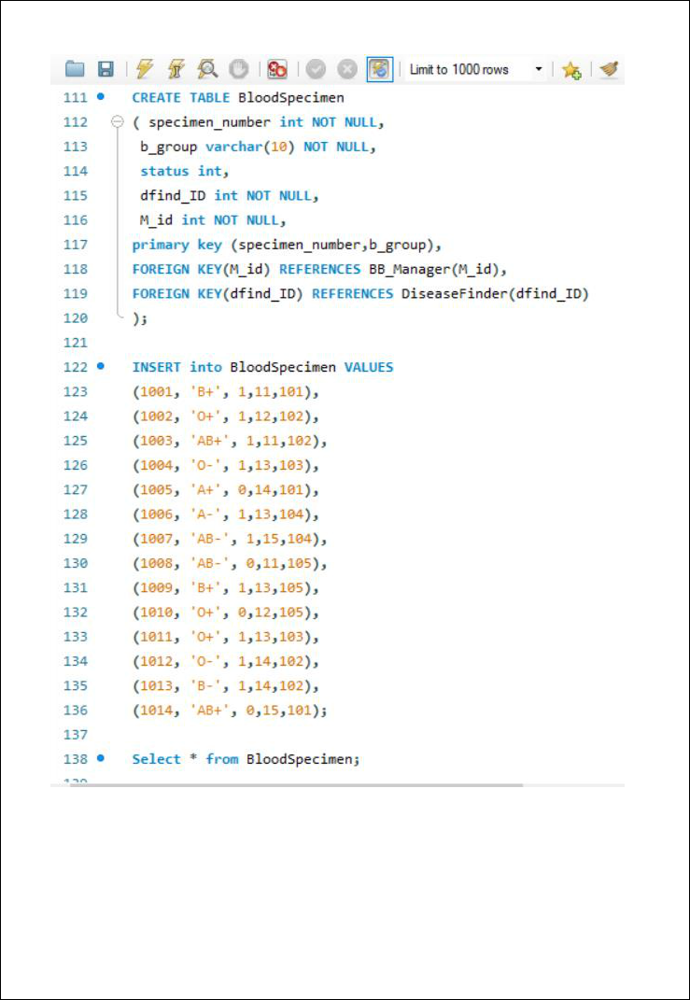 Limit to 1000 rows
111 CREATE TABLE BloodSpecimen
112 ( specimen_number int NOT NULL,
113 b_group varchar(10) NOT NULL,
114 status int,
115 dfind_ID int NOT NULL,
116 M_id int NOT NULL,
117 primary key (specimen_number,b_group),
118 FOREIGN KEY(M_id) REFERENCES BB_Manager(M_id),
119 FOREIGN KEY(dfind_ID) REFERENCES DiseaseFinder(dfind_ID)
120 );
121
122 INSERT into BloodSpecimen VALUES
123 (1001, 'B+', 1,11,101),
124 (1002, 'O+', 1,12,102),
125 (1003, 'AB+', 1,11,102),
126 (1004, 'O-', 1,13,103),
127 (1005, 'A+', 0,14,101),
128 (1006, 'A-', 1,13,104),
129 (1007, 'AB-', 1,15,104),
130 (1008, 'AB-', 0,11,105),
131 (1009, 'B+', 1,13,105),
132 (1010, 'O+', 0,12,105),
133 (1011, 'O+', 1,13,103),
134 (1012, 'O-', 1,14,102),
135 (1013, 'B-', 1,14,102),
136 (1014, 'AB+', 0,15,101);
137
138 Select * from BloodSpecimen;